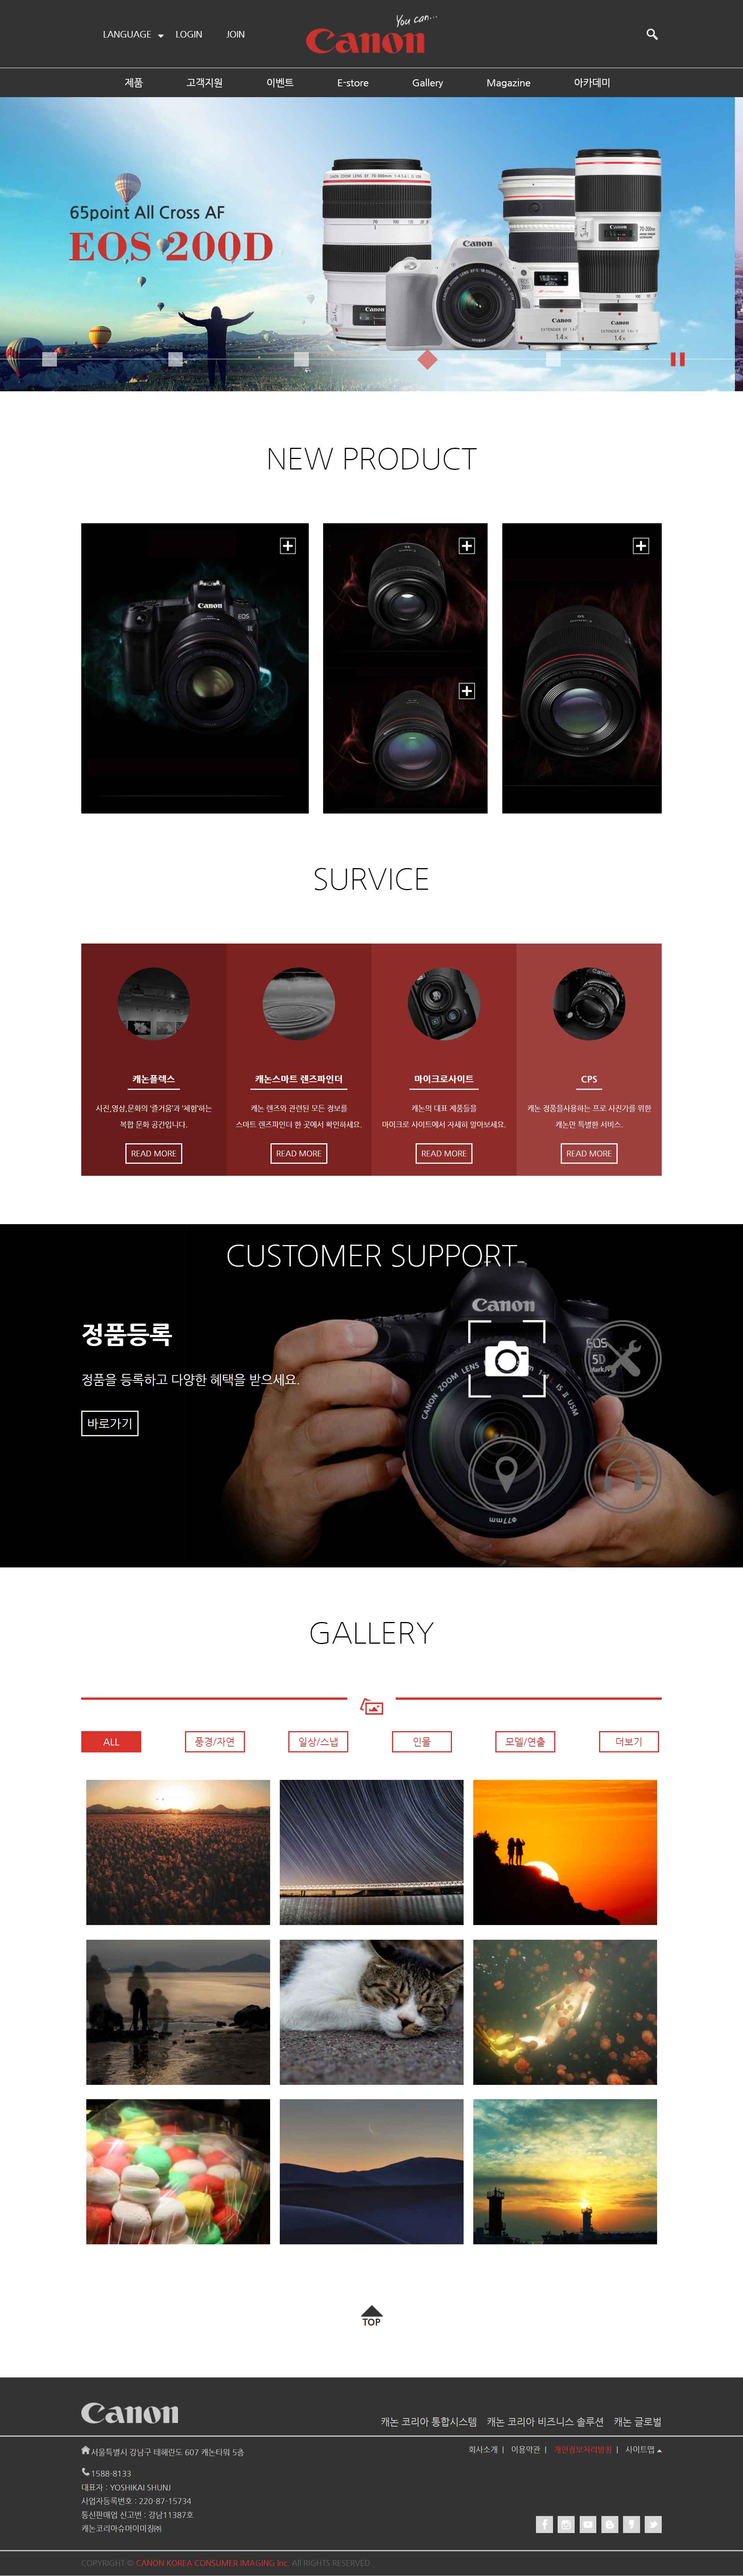 LANGUAGE LOGIN JOIN
You can...
Canon
제품 고객지원 이벤트 E-store Gallery Magazine 아카데미
65point All Cross AF
EOS 200D
NEW PRODUCT
Canon
EOS
SURVICE
캐논플렉스
사진,영상,문화의 '즐거움'과 '체험'하는
복합 문화 공간입니다.
READ MORE
캐논스마트 렌즈파인더
캐논 렌즈와 관련된 모든 정보를
스마트 렌즈파인더 한 곳에서 확인하세요.
READ MORE
마이크로사이트
캐논의 대표 제품들을
마이크로 사이트에서 자세히 알아보세요.
READ MORE
CPS
캐논 정품을사용하는 프로 사진가를 위한
캐논만 특별한 서비스.
READ MORE
CUSTOMER SUPPORT
Canon
정품등록
정품을 등록하고 다양한 혜택을 받으세요.
바로가기
EOS
5D
CANON ZOOM LENS
IS II USM
Φ77mm
GALLERY
ALL 풍경/자연 일상/스냅 인물 모델/연출 더보기
TOP
Canon
캐논 코리아 통합시스템 캐논 코리아 비즈니스 솔루션 캐논 글로벌
서울특별시 강남구 테헤란도 607 캐논타워 5층
회사소개 | 이용약관 | 개인정보처리방침 | 사이트맵
1588-8133
대표자 : YOSHIKAI SHUNJ
사업자등록번호 : 220-87-15734
통신판매업 신고번 : 강남11387호
캐논코리아슈머이미징㈜
COPYRIGHT © CANON KOREA CONSUMER IMAGING Inc. All RIGHTS RESERVED